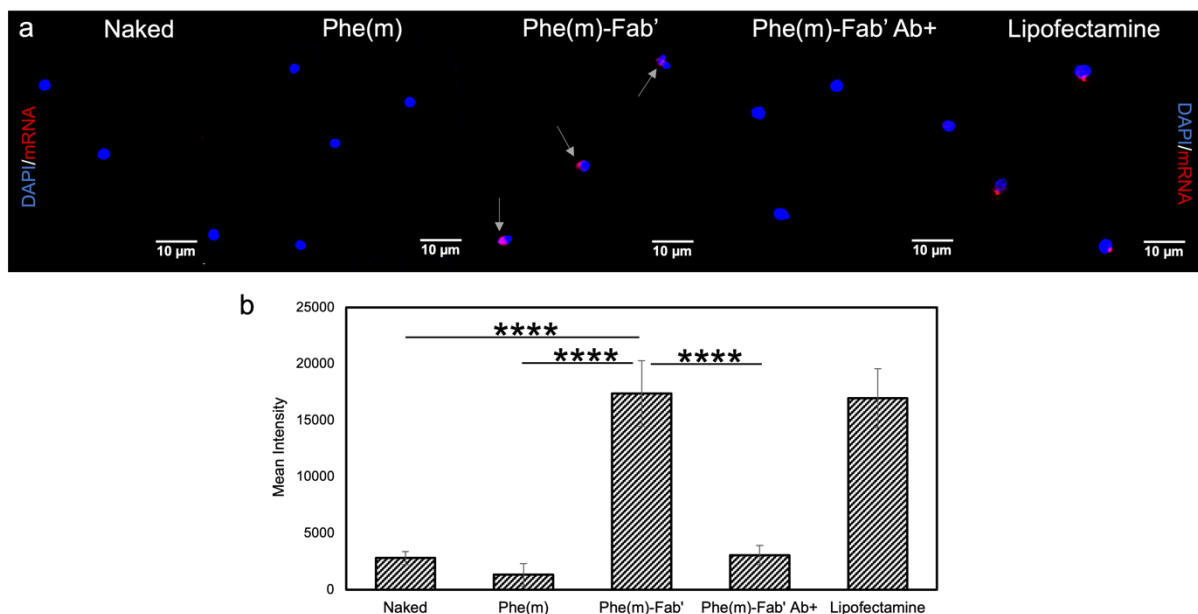 a
Naked
Phe(m)
Phe(m)-Fab'
Phe(m)-Fab' Ab+
Lipofectamine
DAPI/mRNA
DAPI/mRNA
10 µm
10 µm
10 µm
10 µm
10 µm
b
25000
20000
15000
10000
5000
0
Mean Intensity
****
****
****
Naked
Phe(m)
Phe(m)-Fab'
Phe(m)-Fab' Ab+
Lipofectamine